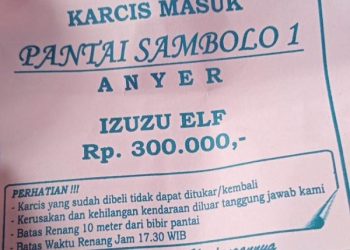 KARCIS MASUK
PANTAI SAMBOLO 1
ANYER
IZUZU ELF
Rp. 300.000,-
PERHATIAN !!!
- Karcis yang sudah dibeli tidak dapat ditukar/kembali
- Kerusakan dan kehilangan kendaraan diluar tanggung jawab kami
- Batas Renang 10 meter dari bibir pantai
- Batas Waktu Renang Jam 17.30 WIB